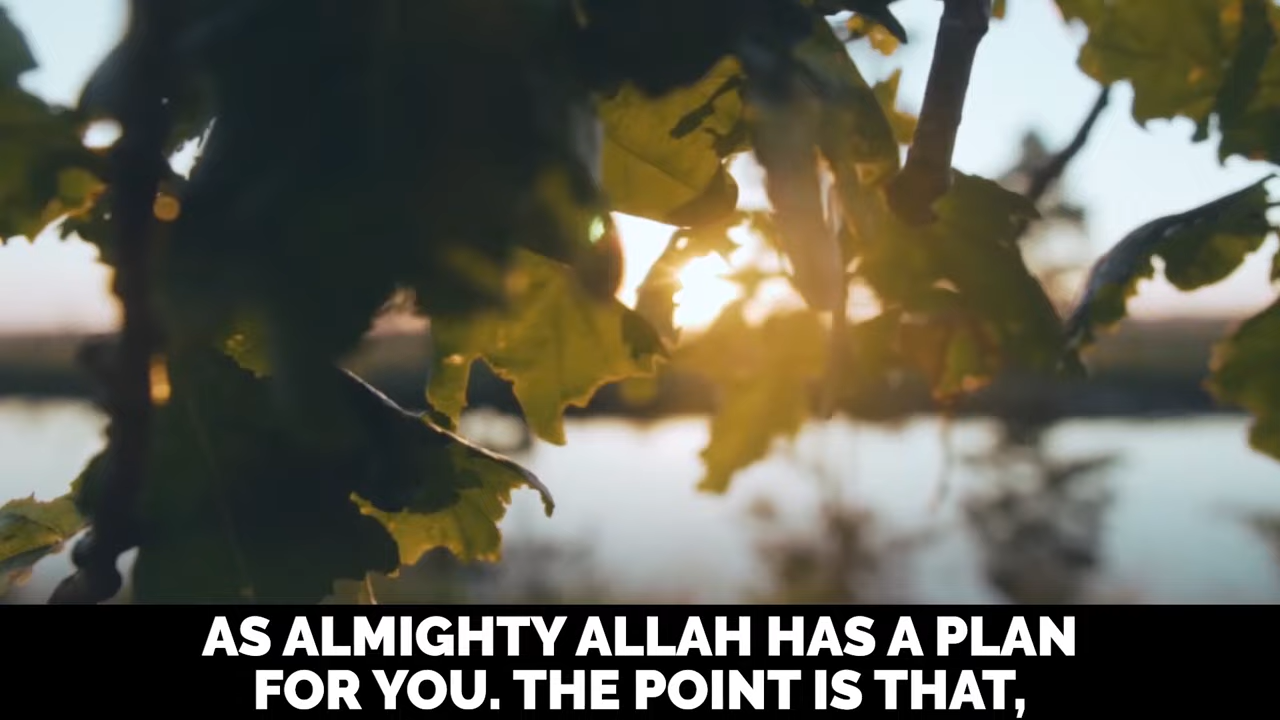 AS ALMIGHTY ALLAH HAS A PLAN
FOR YOU. THE POINT IS THAT,